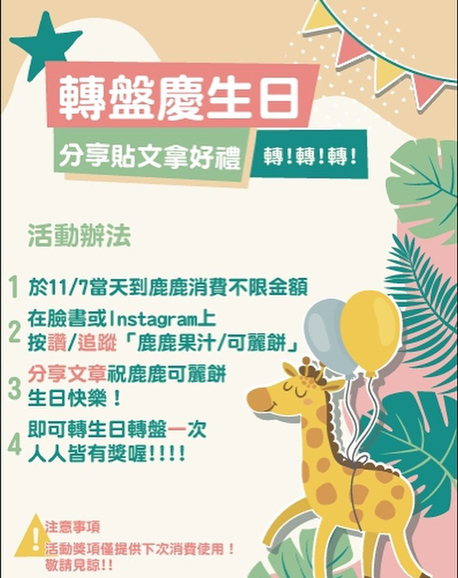 轉盤慶生日
分享貼文拿好禮
轉!轉!轉!
活動辦法
1 於11/7當天到鹿鹿消費不限金額
2 在臉書或Instagram上
按讚/追蹤「鹿鹿果汁/可麗餅」
3 分享文章祝鹿鹿可麗餅
生日快樂！
4 即可轉生日轉盤一次
人人皆有獎喔!!!!
注意事項
活動獎項僅提供下次消費使用！
敬請見諒!!